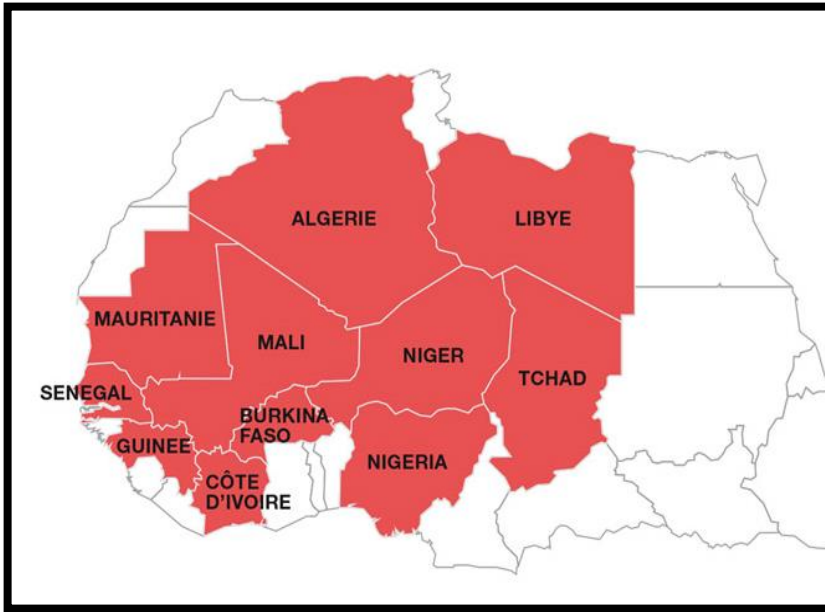 ALGERIE
LIBYE
MAURITANIE
MALI
NIGER
TCHAD
SENEGAL
BURKINA
FASO
GUINEE
NIGERIA
CÔTE
D'IVOIRE